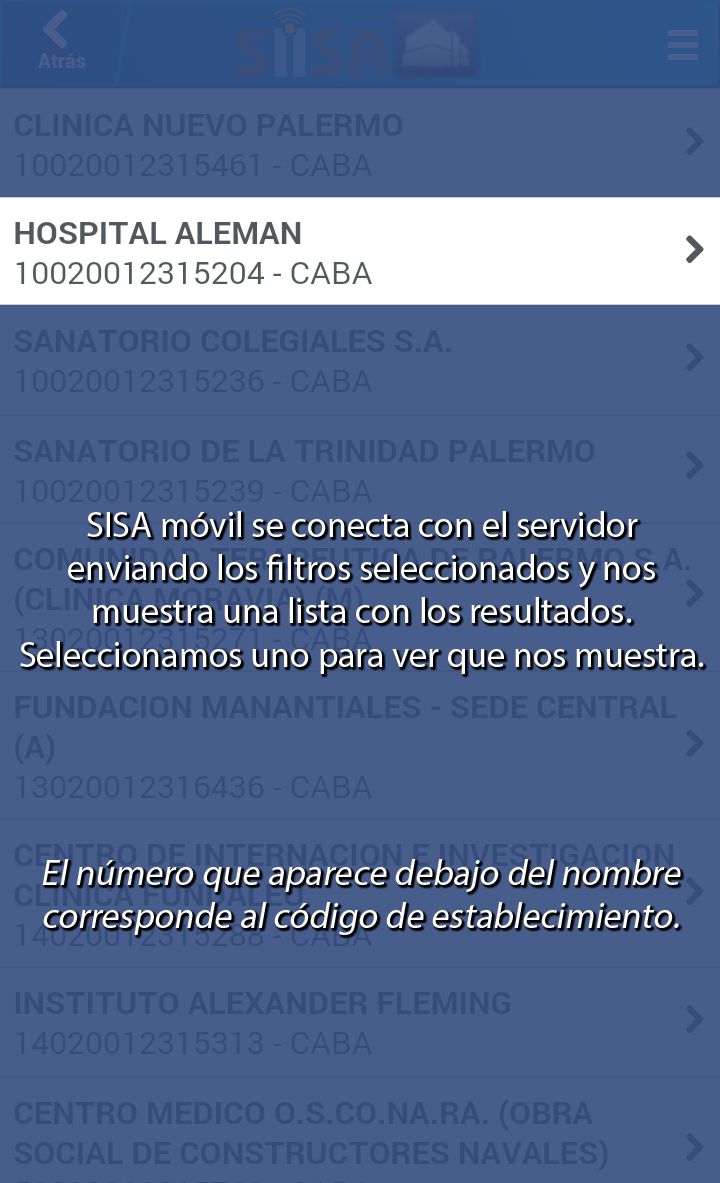 Atrás
SiiSA
CLINICA NUEVO PALERMO
10020012315461 - CABA
HOSPITAL ALEMAN
10020012315204 - CABA
SANATORIO COLEGIALES S.A.
10020012315236 - CABA
SANATORIO DE LA TRINIDAD PALERMO
10020012315239 - CABA
SISA móvil se conecta con el servidor
COMUNIDAD TERAPEUTICA DE PALERMO S.A.
enviando los filtros seleccionados y nos
(CLINICA MORAVIA) (M)
muestra una lista con los resultados.
13020012315271 - CABA
Seleccionamos uno para ver que nos muestra.
FUNDACION MANANTIALES - SEDE CENTRAL
(A)
13020012316436 - CABA
CENTRO DE INTERNACION E INVESTIGACION
El número que aparece debajo del nombre
CLINICA
corresponde al código de establecimiento.
14020012315288 - CABA
INSTITUTO ALEXANDER FLEMING
14020012315313 - CABA
CENTRO MEDICO O.S.CO.NA.RA. (OBRA
SOCIAL DE CONSTRUCTORES NAVALES)